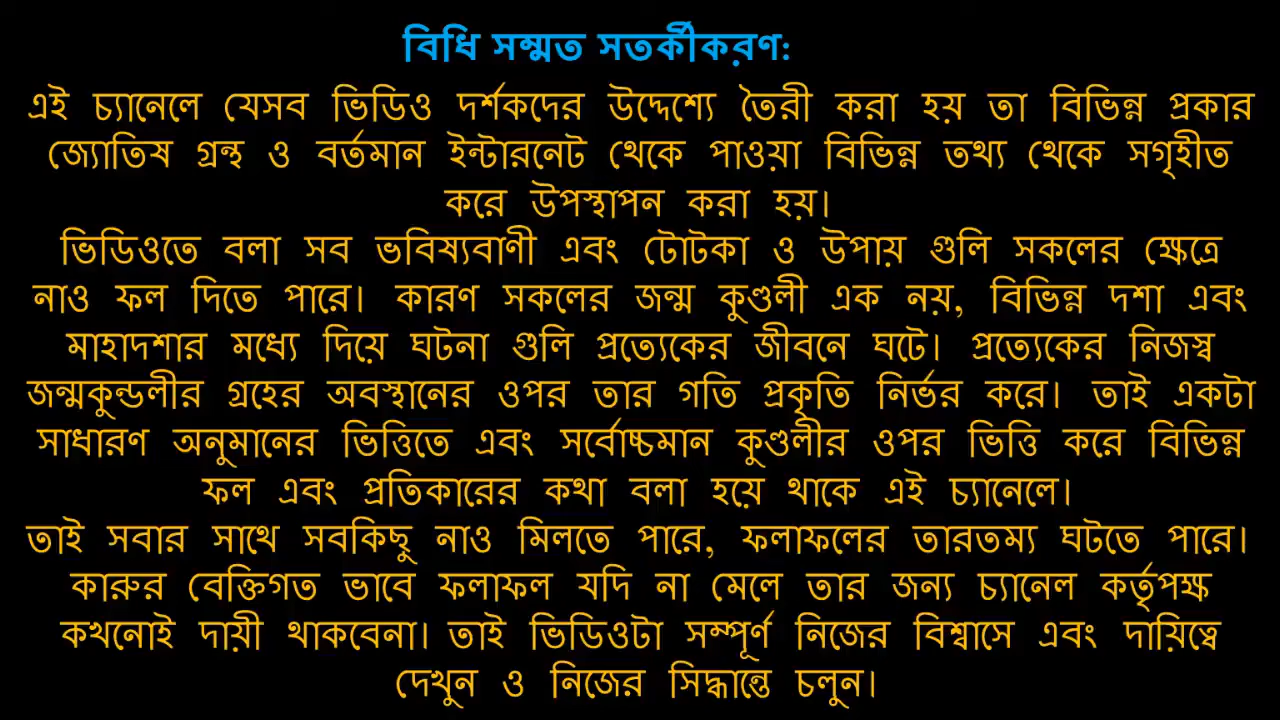 বিধি সম্মত সতর্কীকরণ:
এই চ্যানেলে যেসব ভিডিও দর্শকদের উদ্দেশ্যে তৈরী করা হয় তা বিভিন্ন প্রকার
জ্যোতিষ গ্রন্থ ও বর্তমান ইন্টারনেট থেকে পাওয়া বিভিন্ন তথ্য থেকে সগৃহীত
করে উপস্থাপন করা হয়।
ভিডিওতে বলা সব ভবিষ্যবাণী এবং টোটকা ও উপায় গুলি সকলের ক্ষেত্রে
নাও ফল দিতে পারে। কারণ সকলের জন্ম কুণ্ডলী এক নয়, বিভিন্ন দশা এবং
মাহাদশার মধ্যে দিয়ে ঘটনা গুলি প্রত্যেকের জীবনে ঘটে। প্রত্যেকের নিজস্ব
জন্মকুন্ডলীর গ্রহের অবস্থানের ওপর তার গতি প্রকৃতি নির্ভর করে। তাই একটা
সাধারণ অনুমানের ভিত্তিতে এবং সর্বোচ্চমান কুণ্ডলীর ওপর ভিত্তি করে বিভিন্ন
ফল এবং প্রতিকারের কথা বলা হয়ে থাকে এই চ্যানেলে।
তাই সবার সাথে সবকিছু নাও মিলতে পারে, ফলাফলের তারতম্য ঘটতে পারে।
কারুর বেক্তিগত ভাবে ফলাফল যদি না মেলে তার জন্য চ্যানেল কর্তৃপক্ষ
কখনোই দায়ী থাকবেনা। তাই ভিডিওটা সম্পূর্ণ নিজের বিশ্বাসে এবং দায়িত্বে
দেখুন ও নিজের সিদ্ধান্তে চলুন।